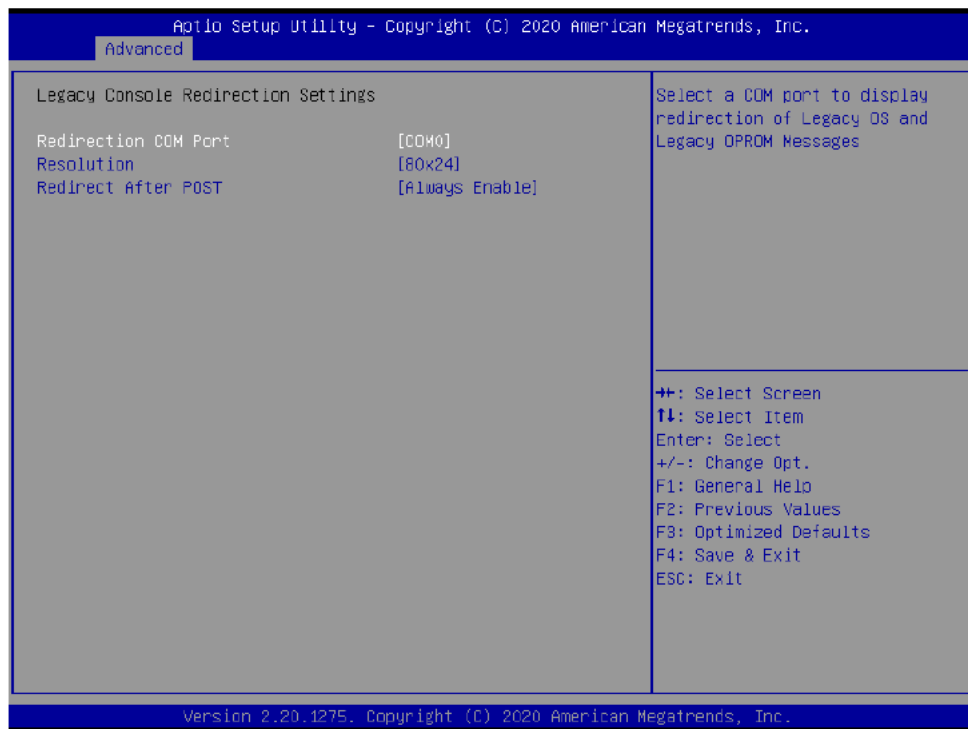 Aptio Setup Utility – Copyright (C) 2020 American Megatrends, Inc.
Advanced
Legacy Console Redirection Settings
Redirection COM Port [COM0]
Resolution [80x24]
Redirect After POST [Always Enable]
Select a COM port to display
redirection of Legacy OS and
Legacy OPROM Messages
→←: Select Screen
↑↓: Select Item
Enter: Select
+/-: Change Opt.
F1: General Help
F2: Previous Values
F3: Optimized Defaults
F4: Save & Exit
ESC: Exit
Version 2.20.1275. Copyright (C) 2020 American Megatrends, Inc.